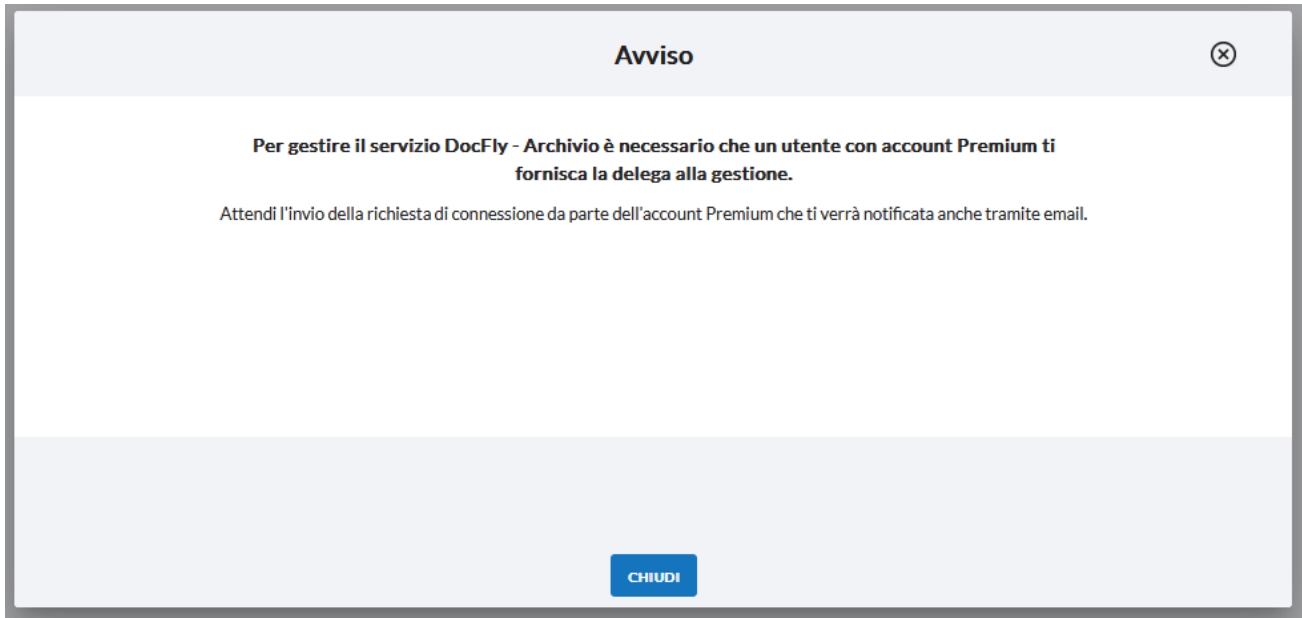 Avviso
Per gestire il servizio DocFly - Archivio è necessario che un utente con account Premium ti
fornisca la delega alla gestione.
Attendi l'invio della richiesta di connessione da parte dell'account Premium che ti verrà notificata anche tramite email.
CHIUDI